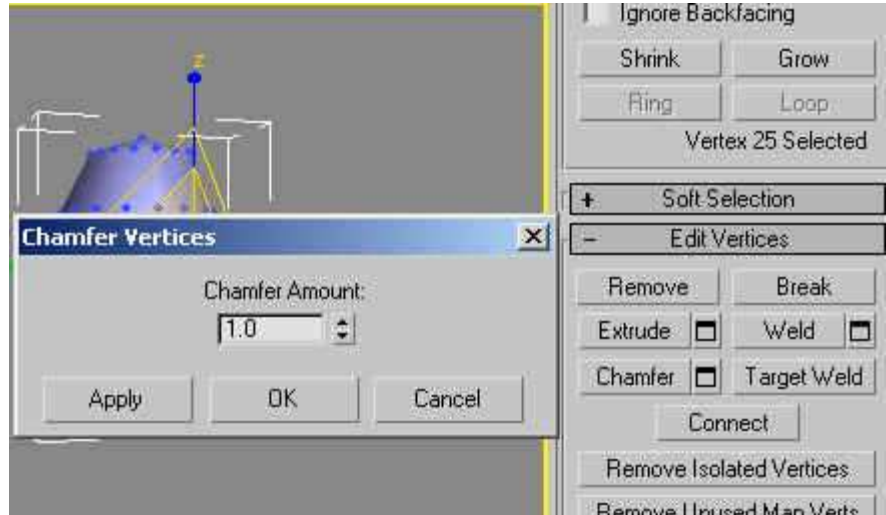 Ignore Backfacing
Shrink Grow
Ring Loop
Vertex 25 Selected
+ Soft Selection
- Edit Vertices
Remove Break
Extrude Weld
Chamfer Target Weld
Connect
Remove Isolated Vertices
Remove Unused Map Verts
z
Chamfer Vertices
Chamfer Amount:
1.0
Apply OK Cancel